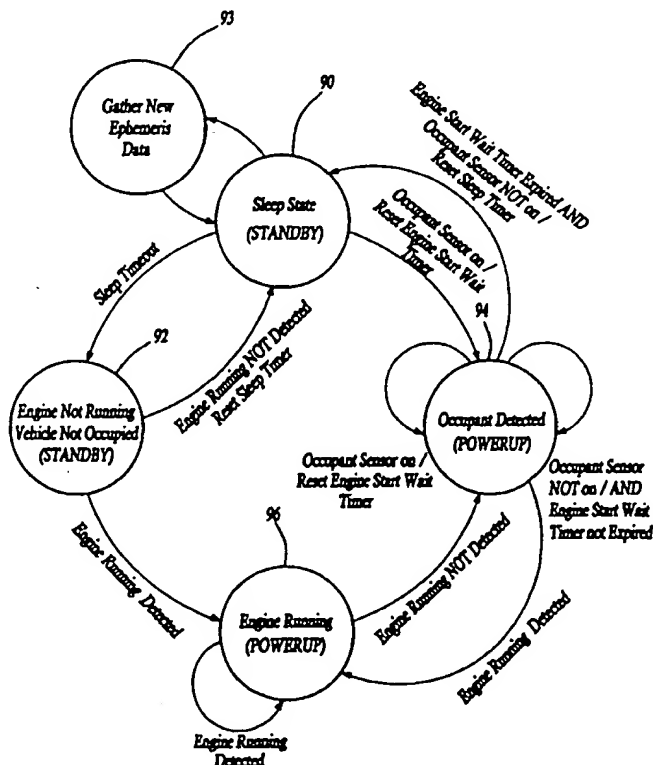 93
Gather New
Ephemeris
Data
90
Sleep State
(STANDBY)
Engine Start Wait Timer Expired AND
Occupant Sensor NOT on /
Reset Sleep Timer
Occupant Sensor on /
Reset Engine Start Wait
Timer
Sleep Timeout
92
Engine Not Running
Vehicle Not Occupied
(STANDBY)
Engine Running NOT Detected
Reset Sleep Timer
94
Occupant Detected
(POWERUP)
Occupant Sensor on /
Reset Engine Start Wait
Timer
Occupant Sensor
NOT on / AND
Engine Start Wait
Timer not Expired
96
Engine Running
(POWERUP)
Engine Running Detected
Engine Running NOT Detected
Engine Running Detected
Engine Running
Detected